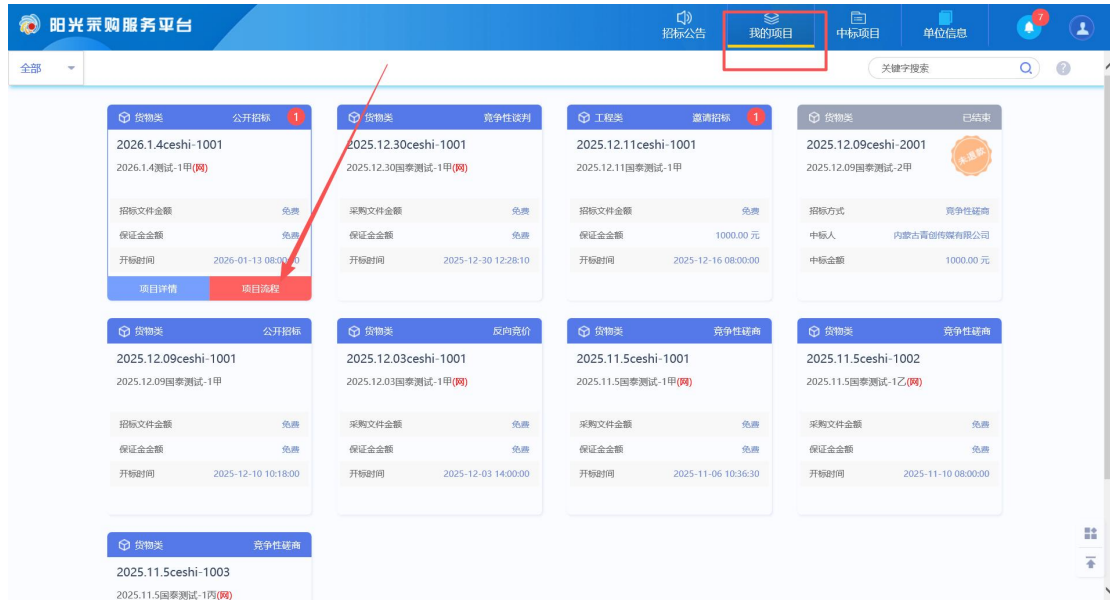 阳光采购服务平台
招标公告
我的项目
中标项目
单位信息
7
全部
关键字搜索
?
货物类 公开招标 1
2026.1.4ceshi-1001
2026.1.4测试-1甲(网)
招标文件金额 免费
保证金金额 免费
开标时间 2026-01-13 08:00:00
项目详情 项目流程
货物类 竞争性谈判
2025.12.30ceshi-1001
2025.12.30国泰测试-1甲(网)
采购文件金额 免费
保证金金额 免费
开标时间 2025-12-30 12:28:10
工程类 邀请招标 1
2025.12.11ceshi-1001
2025.12.11国泰测试-1甲
招标文件金额 免费
保证金金额 1000.00 元
开标时间 2025-12-16 08:00:00
货物类 已结束
2025.12.09ceshi-2001
2025.12.09国泰测试-2甲
招标方式 竞争性磋商
中标人 内蒙古青创传媒有限公司
中标金额 1000.00 元
货物类 公开招标
2025.12.09ceshi-1001
2025.12.09国泰测试-1甲
招标文件金额 免费
保证金金额 免费
开标时间 2025-12-10 10:18:00
货物类 反向竞价
2025.12.03ceshi-1001
2025.12.03国泰测试-1甲(网)
采购文件金额 免费
保证金金额 免费
开标时间 2025-12-03 14:00:00
货物类 竞争性磋商
2025.11.5ceshi-1001
2025.11.5国泰测试-1甲(网)
采购文件金额 免费
保证金金额 免费
开标时间 2025-11-06 10:36:30
货物类 竞争性磋商
2025.11.5ceshi-1002
2025.11.5国泰测试-1乙(网)
采购文件金额 免费
保证金金额 免费
开标时间 2025-11-10 08:00:00
货物类 竞争性磋商
2025.11.5ceshi-1003
2025.11.5国泰测试-1丙(网)